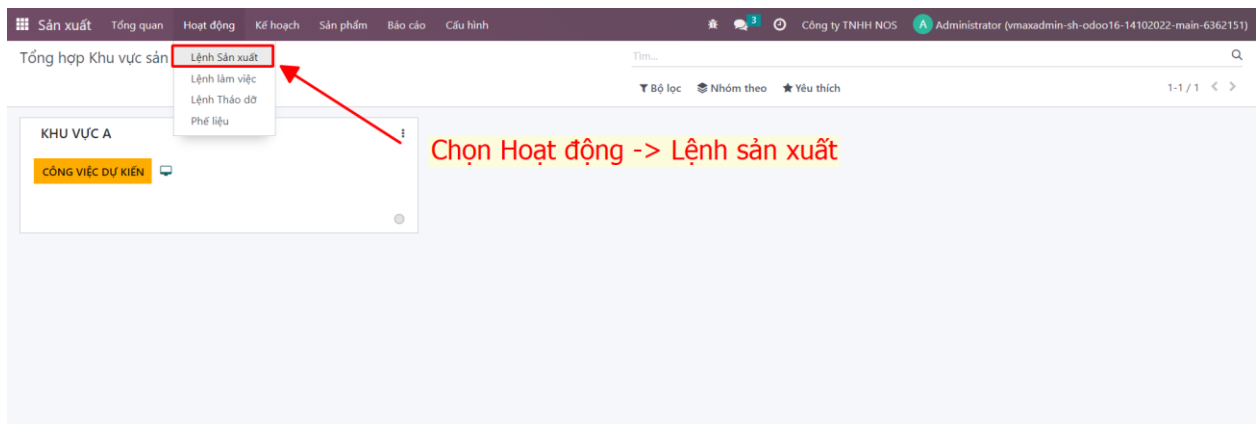 Sản xuất Tổng quan Hoạt động Kế hoạch Sản phẩm Báo cáo Cấu hình 3 Công ty TNHH NOS A Administrator (vmaxadmin-sh-odoo16-14102022-main-6362151)
Tổng hợp Khu vực sản
Tìm...
Lệnh Sản xuất
Lệnh làm việc
Lệnh Tháo dỡ
Phế liệu
Bộ lọc Nhóm theo Yêu thích 1-1 / 1
KHU VỰC A
CÔNG VIỆC DỰ KIẾN
Chọn Hoạt động -> Lệnh sản xuất